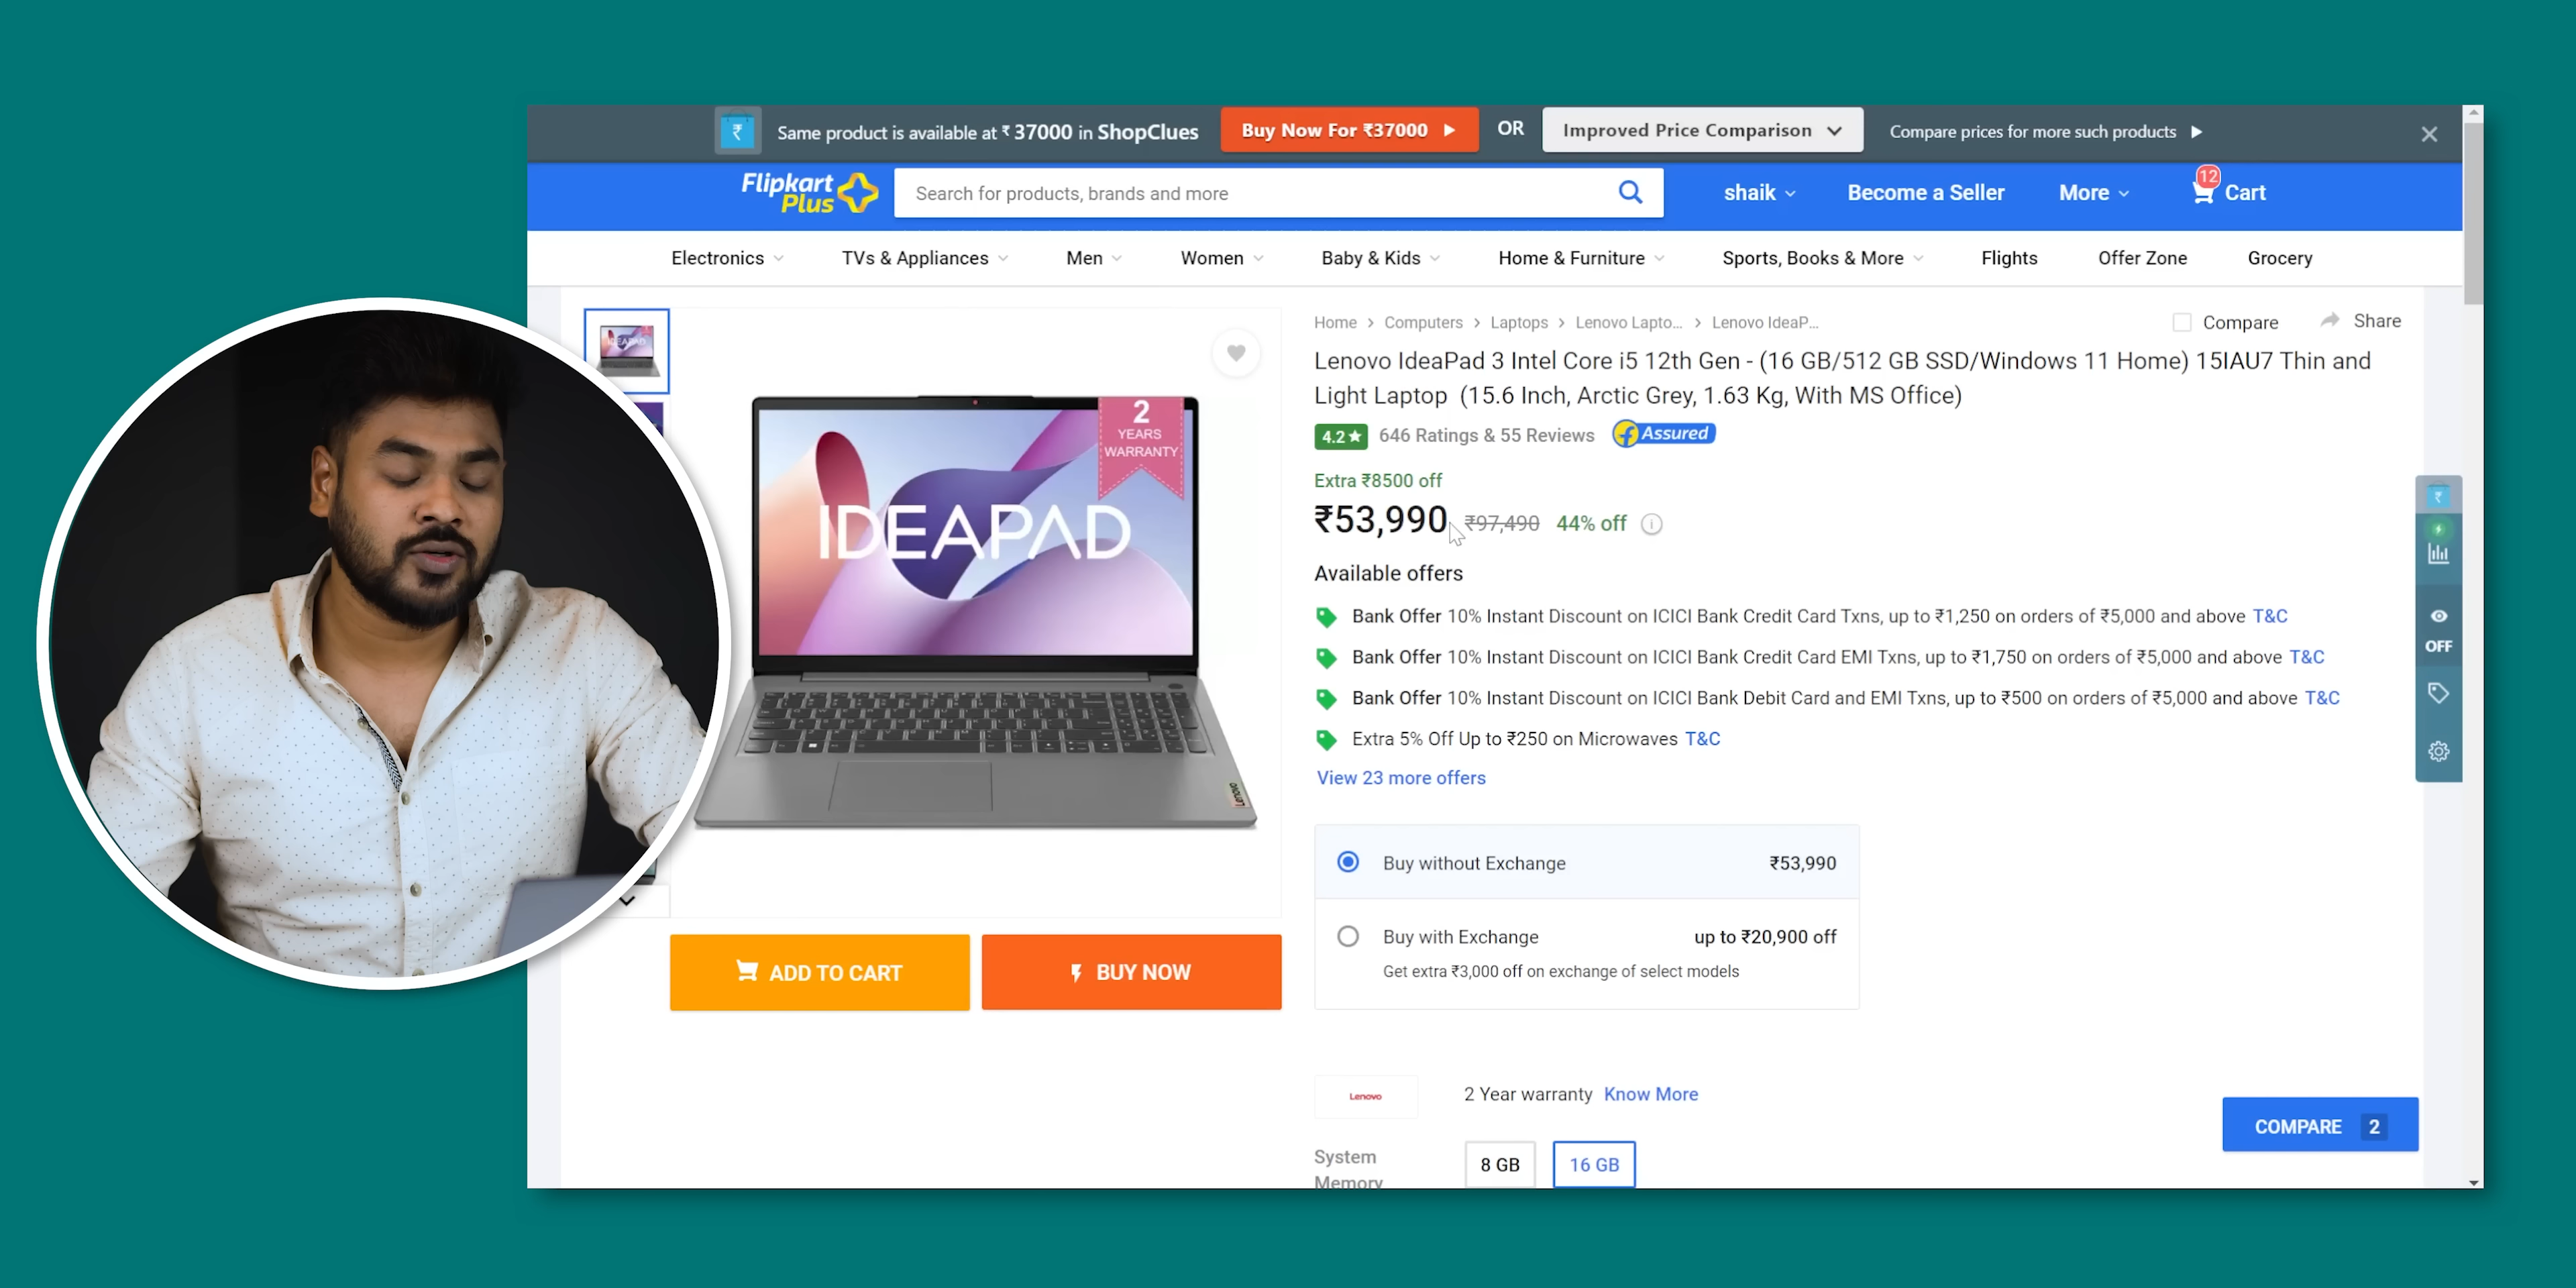 Same product is available at ₹ 37000 in ShopClues
Buy Now For ₹37000
OR
Improved Price Comparison
Compare prices for more such products
Flipkart
Plus
Search for products, brands and more
shaik
Become a Seller
More
12
Cart
Electronics
TVs & Appliances
Men
Women
Baby & Kids
Home & Furniture
Sports, Books & More
Flights
Offer Zone
Grocery
IDEAPAD
2
YEARS
WARRANTY
IDEAPAD
Lenovo
ADD TO CART
BUY NOW
Home > Computers > Laptops > Lenovo Lapto... > Lenovo IdeaP...
Compare
Share
Lenovo IdeaPad 3 Intel Core i5 12th Gen - (16 GB/512 GB SSD/Windows 11 Home) 15IAU7 Thin and
Light Laptop (15.6 Inch, Arctic Grey, 1.63 Kg, With MS Office)
4.2★ 646 Ratings & 55 Reviews
f Assured
Extra ₹8500 off
₹53,990 ₹97,490 44% off i
Available offers
Bank Offer 10% Instant Discount on ICICI Bank Credit Card Txns, up to ₹1,250 on orders of ₹5,000 and above T&C
Bank Offer 10% Instant Discount on ICICI Bank Credit Card EMI Txns, up to ₹1,750 on orders of ₹5,000 and above T&C
Bank Offer 10% Instant Discount on ICICI Bank Debit Card and EMI Txns, up to ₹500 on orders of ₹5,000 and above T&C
Extra 5% Off Up to ₹250 on Microwaves T&C
View 23 more offers
Buy without Exchange ₹53,990
Buy with Exchange up to ₹20,900 off
Get extra ₹3,000 off on exchange of select models
Lenovo
2 Year warranty Know More
System
Memory
8 GB
16 GB
OFF
COMPARE 2